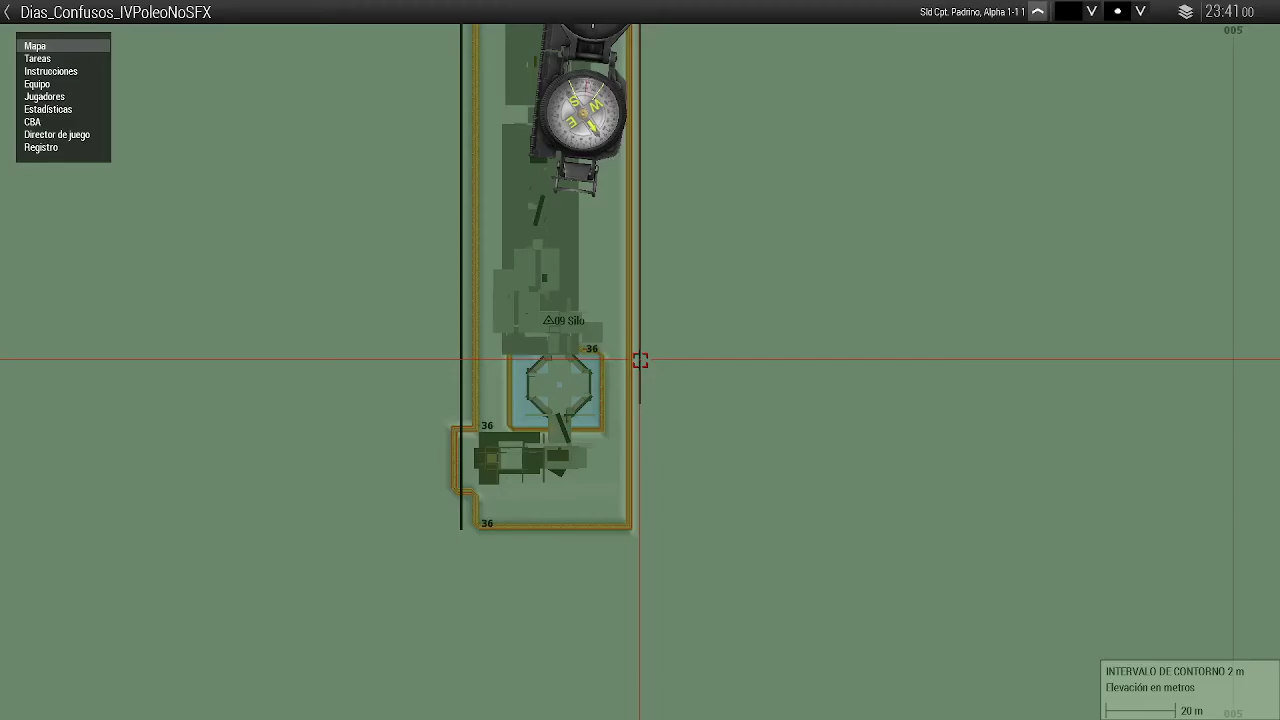 Dias_Confusos_IVPoleoNoSFX
Sld Cpt. Padrino, Alpha 1-1 1
23:41 00
005
Mapa
Tareas
Instrucciones
Equipo
Jugadores
Estadísticas
CBA
Director de juego
Registro
S W
E
09 Silo
-36
36
36
INTERVALO DE CONTORNO 2 m
Elevación en metros
20 m
005